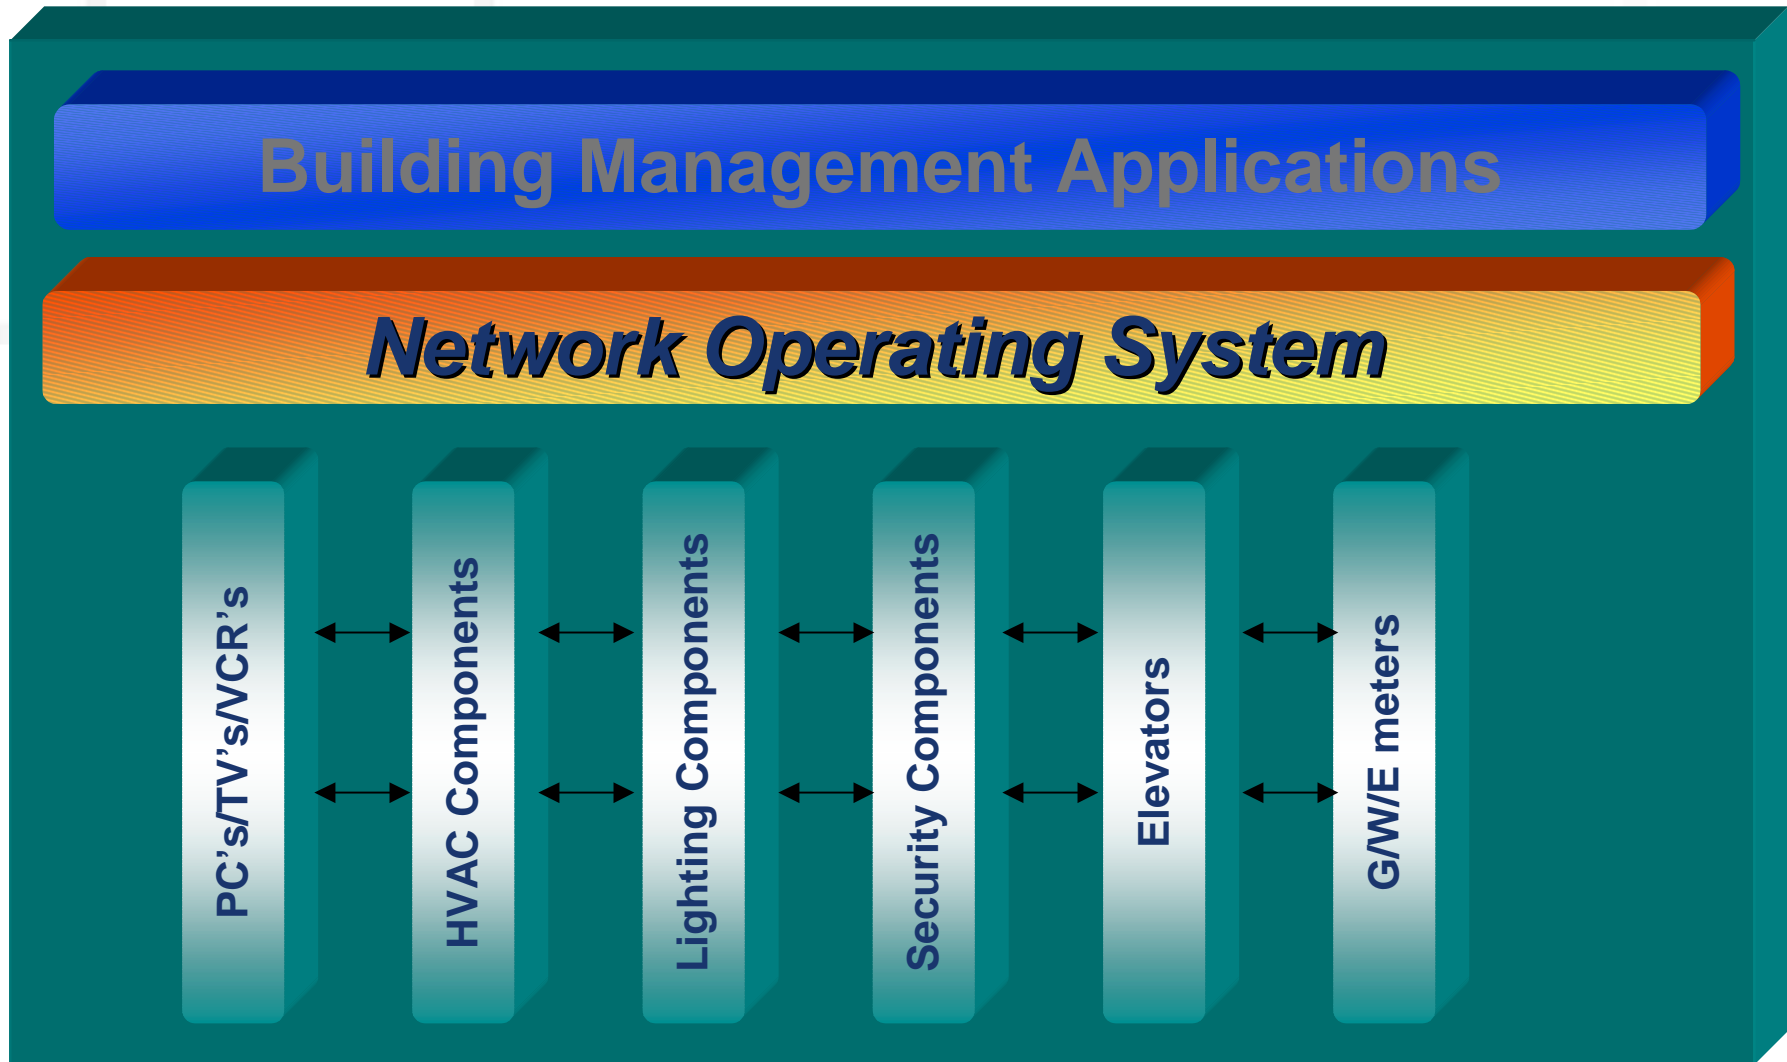 Building Management Applications
Network Operating System
PC’s/TV’s/VCR’s
HVAC Components
Lighting Components
Security Components
Elevators
G/W/E meters